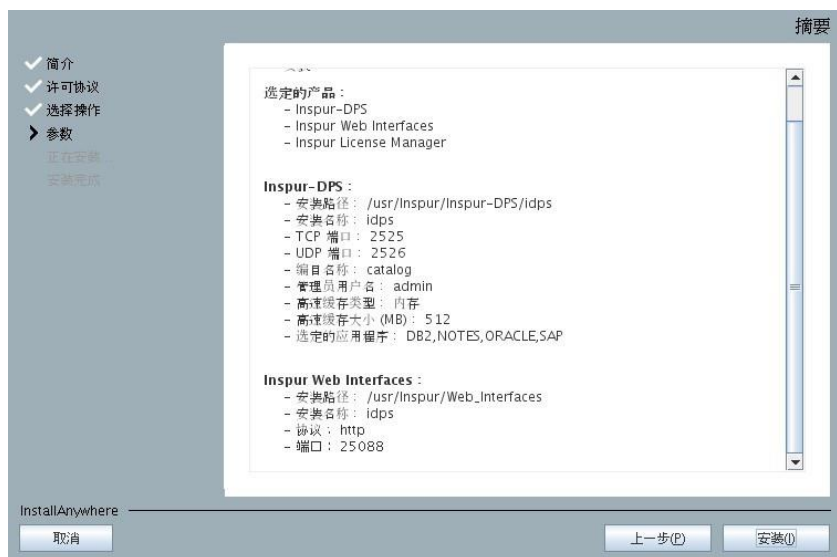 摘要
简介
许可协议
选择操作
参数
正在安装...
安装完成
选定的产品：
- Inspur-DPS
- Inspur Web Interfaces
- Inspur License Manager
Inspur-DPS：
- 安装路径： /usr/Inspur/Inspur-DPS/idps
- 安装名称： idps
- TCP 端口： 2525
- UDP 端口： 2526
- 编目名称： catalog
- 管理员用户名： admin
- 高速缓存类型： 内存
- 高速缓存大小 (MB)： 512
- 选定的应用程序： DB2,NOTES,ORACLE,SAP
Inspur Web Interfaces：
- 安装路径： /usr/Inspur/Web_Interfaces
- 安装名称： idps
- 协议： http
- 端口： 25088
InstallAnywhere
取消
上一步(P)
安装(I)